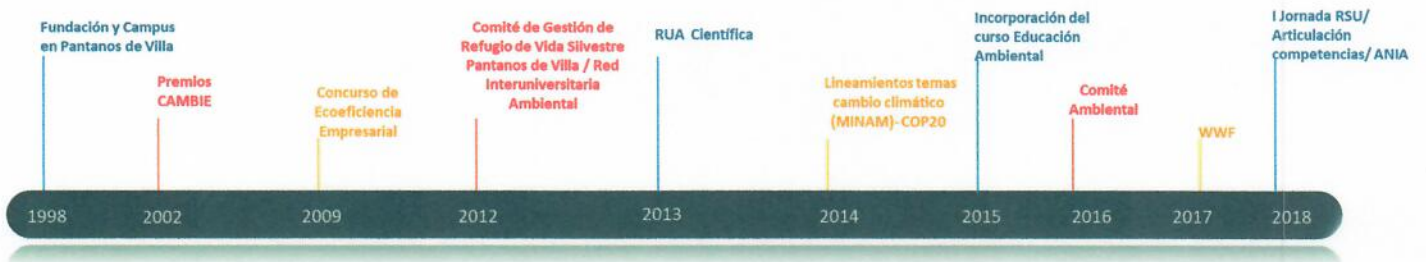 Fundación y Campus
en Pantanos de Villa
Premios
CAMBIE
Concurso de
Ecoeficiencia
Empresarial
Comité de Gestión de
Refugio de Vida Silvestre
Pantanos de Villa / Red
Interuniversitaria
Ambiental
RUA Científica
Lineamientos temas
cambio climático
(MINAM)- COP20
Incorporación del
curso Educación
Ambiental
Comité
Ambiental
WWF
I Jornada RSU/
Articulación
competencias/ ANIA
1998
2002
2009
2012
2013
2014
2015
2016
2017
2018